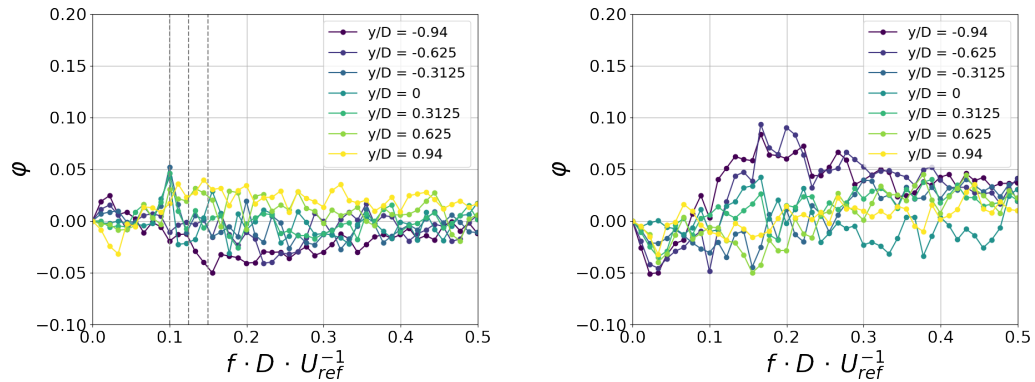 0.20
0.15
0.10
0.05
0.00
−0.05
−0.10
φ
0.0
0.1
0.2
0.3
0.4
0.5
f · D · U_{ref}^{-1}
y/D = -0.94
y/D = -0.625
y/D = -0.3125
y/D = 0
y/D = 0.3125
y/D = 0.625
y/D = 0.94
0.20
0.15
0.10
0.05
0.00
−0.05
−0.10
φ
0.0
0.1
0.2
0.3
0.4
0.5
f · D · U_{ref}^{-1}
y/D = -0.94
y/D = -0.625
y/D = -0.3125
y/D = 0
y/D = 0.3125
y/D = 0.625
y/D = 0.94